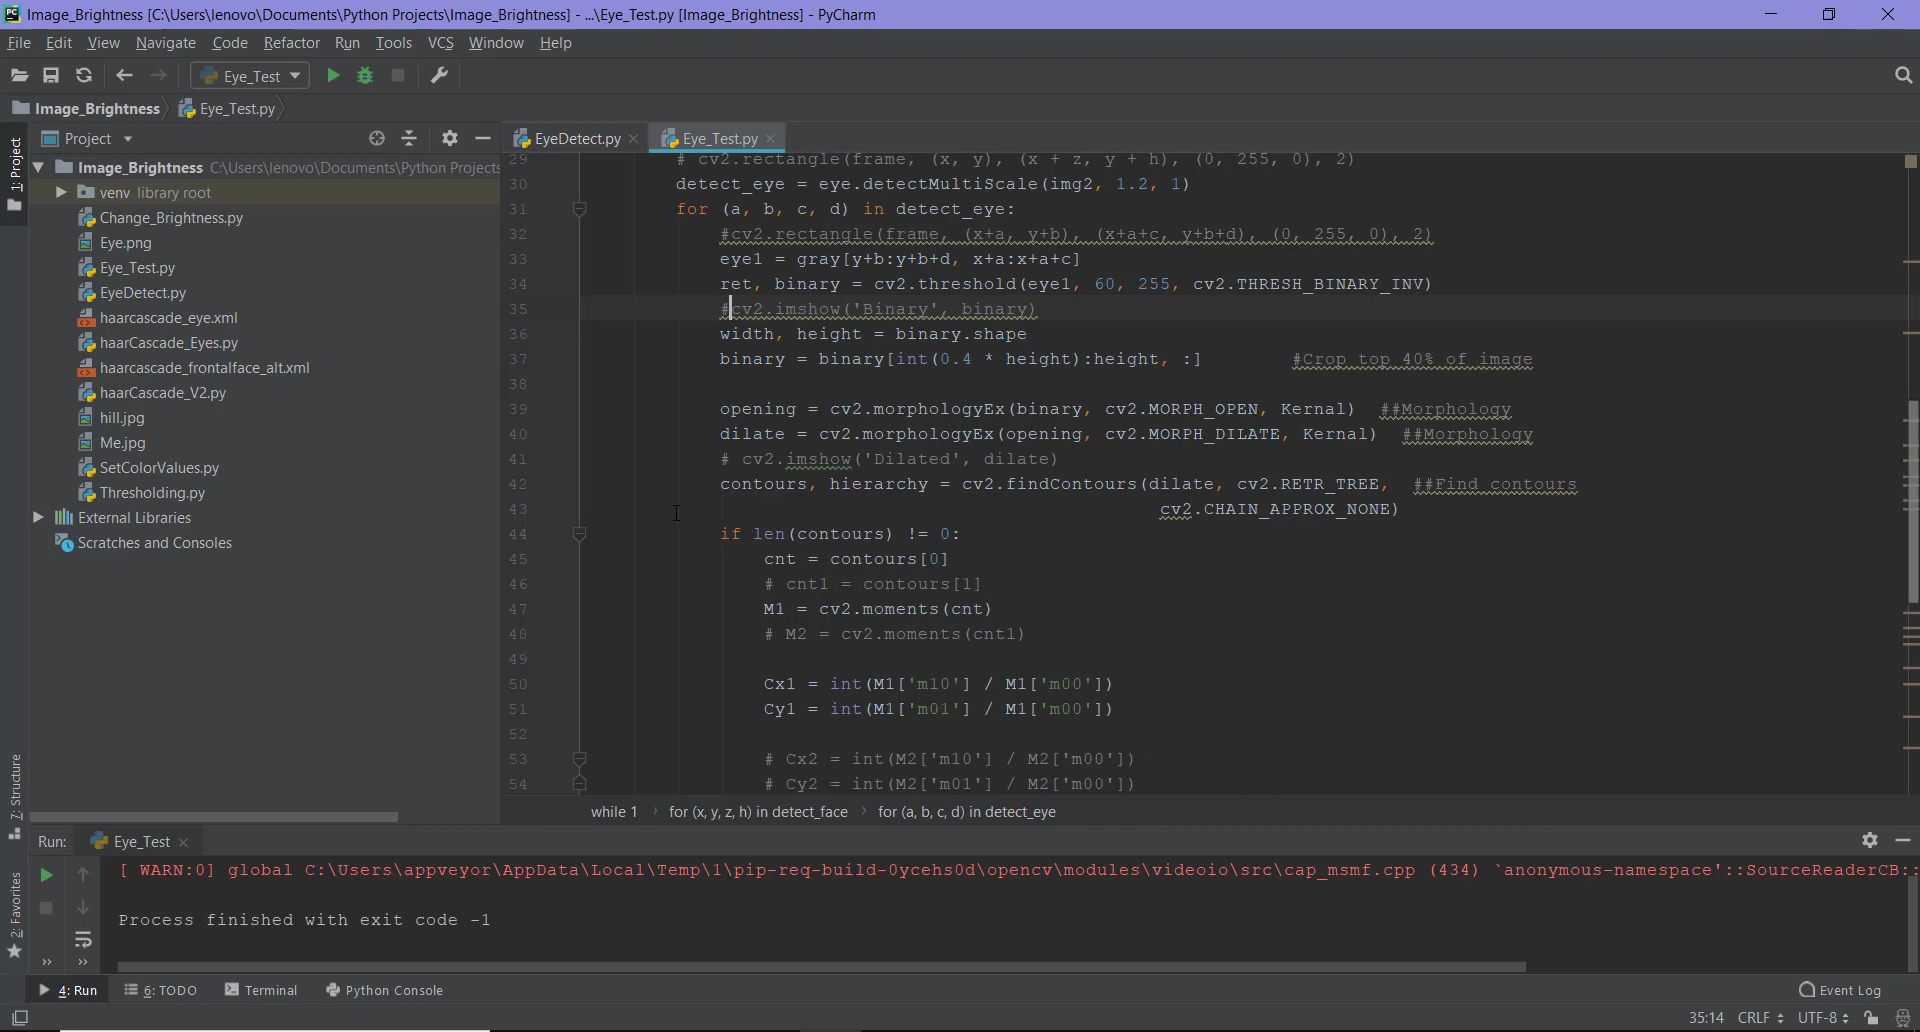 Image_Brightness [C:\Users\lenovo\Documents\Python Projects\Image_Brightness] - ...\Eye_Test.py [Image_Brightness] - PyCharm
File Edit View Navigate Code Refactor Run Tools VCS Window Help
Eye_Test
Image_Brightness Eye_Test.py
1: Project
Project
Image_Brightness C:\Users\lenovo\Documents\Python Projects
venv library root
Change_Brightness.py
Eye.png
Eye_Test.py
EyeDetect.py
haarcascade_eye.xml
haarCascade_Eyes.py
haarcascade_frontalface_alt.xml
haarCascade_V2.py
hill.jpg
Me.jpg
SetColorValues.py
Thresholding.py
External Libraries
Scratches and Consoles
EyeDetect.py Eye_Test.py
29 # cv2.rectangle(frame, (x, y), (x + z, y + h), (0, 255, 0), 2)
30 detect_eye = eye.detectMultiScale(img2, 1.2, 1)
31 for (a, b, c, d) in detect_eye:
32 #cv2.rectangle(frame, (x+a, y+b), (x+a+c, y+b+d), (0, 255, 0), 2)
33 eye1 = gray[y+b:y+b+d, x+a:x+a+c]
34 ret, binary = cv2.threshold(eye1, 60, 255, cv2.THRESH_BINARY_INV)
35 #cv2.imshow('Binary', binary)
36 width, height = binary.shape
37 binary = binary[int(0.4 * height):height, :] #Crop top 40% of image
38
39 opening = cv2.morphologyEx(binary, cv2.MORPH_OPEN, Kernal) ##Morphology
40 dilate = cv2.morphologyEx(opening, cv2.MORPH_DILATE, Kernal) ##Morphology
41 # cv2.imshow('Dilated', dilate)
42 contours, hierarchy = cv2.findContours(dilate, cv2.RETR_TREE, ##Find contours
43 cv2.CHAIN_APPROX_NONE)
44 if len(contours) != 0:
45 cnt = contours[0]
46 # cnt1 = contours[1]
47 M1 = cv2.moments(cnt)
48 # M2 = cv2.moments(cnt1)
49
50 Cx1 = int(M1['m10'] / M1['m00'])
51 Cy1 = int(M1['m01'] / M1['m00'])
52
53 # Cx2 = int(M2['m10'] / M2['m00'])
54 # Cy2 = int(M2['m01'] / M2['m00'])
while 1 for (x, y, z, h) in detect_face for (a, b, c, d) in detect_eye
7: Structure
2: Favorites
Run: Eye_Test
[ WARN:0] global C:\Users\appveyor\AppData\Local\Temp\1\pip-req-build-0ycehs0d\opencv\modules\videoio\src\cap_msmf.cpp (434) `anonymous-namespace'::SourceReaderCB::
Process finished with exit code -1
4: Run 6: TODO Terminal Python Console Event Log
35:14 CRLF UTF-8